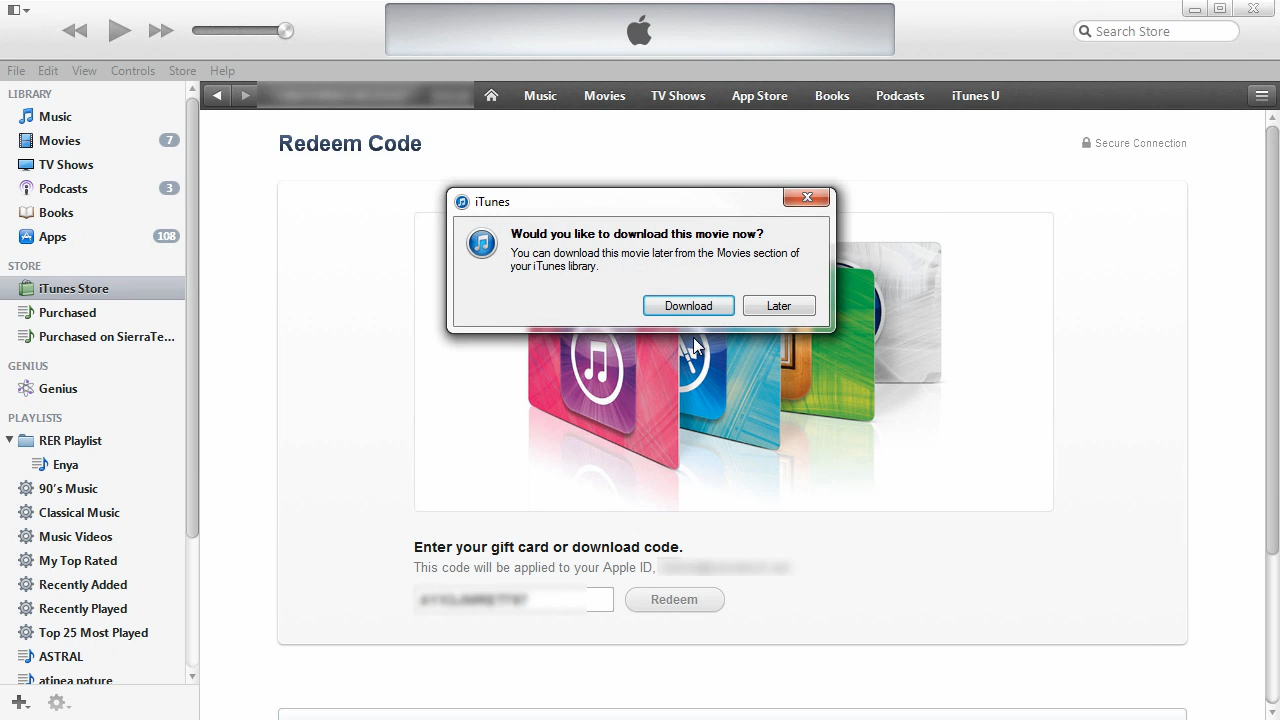 Search Store
File Edit View Controls Store Help
LIBRARY
Music
Movies 7
TV Shows
Podcasts 3
Books
Apps 108
STORE
iTunes Store
Purchased
Purchased on SierraTe...
GENIUS
Genius
PLAYLISTS
RER Playlist
Enya
90's Music
Classical Music
Music Videos
My Top Rated
Recently Added
Recently Played
Top 25 Most Played
ASTRAL
atinea nature
Music Movies TV Shows App Store Books Podcasts iTunes U
Redeem Code
Secure Connection
iTunes
Would you like to download this movie now?
You can download this movie later from the Movies section of
your iTunes library.
Download Later
Enter your gift card or download code.
This code will be applied to your Apple ID,
Redeem